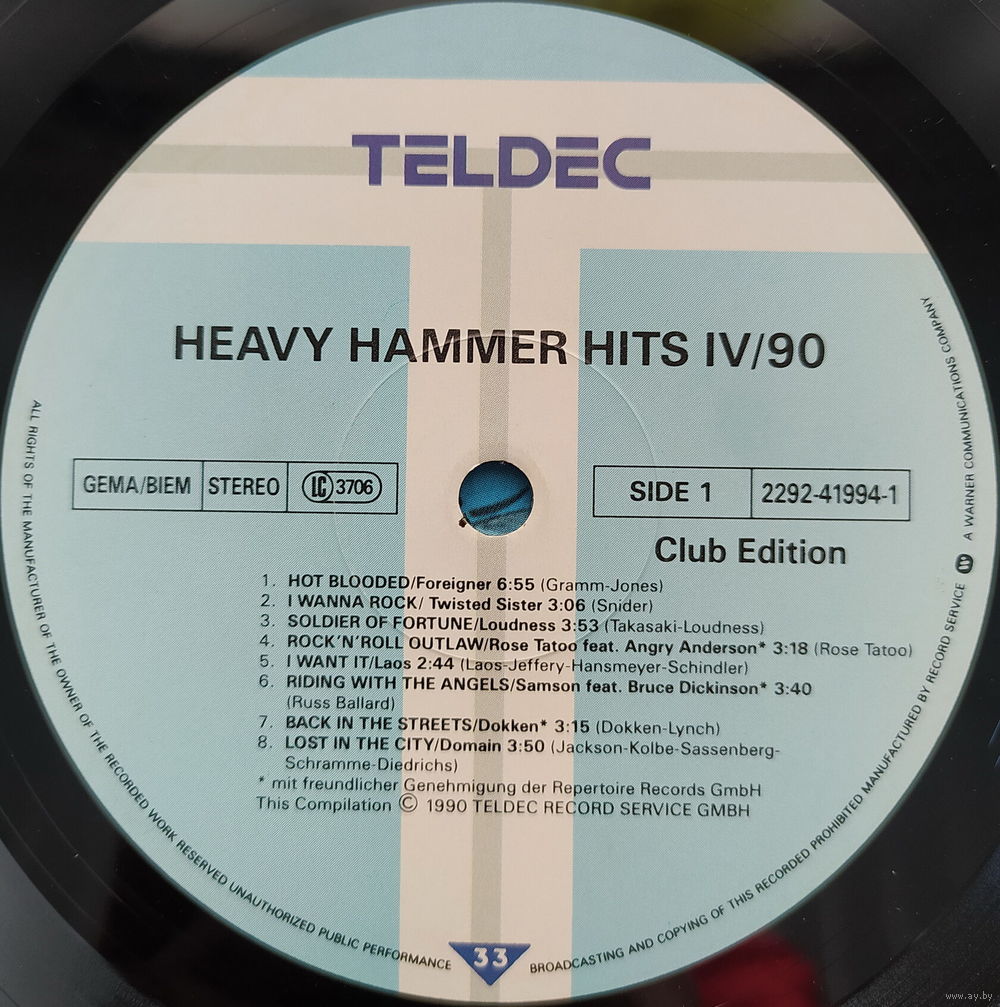 TELDEC
HEAVY HAMMER HITS IV/90
GEMA/BIEM STEREO LC 3706
SIDE 1 2292-41994-1
Club Edition
1. HOT BLOODED/Foreigner 6:55 (Gramm-Jones)
2. I WANNA ROCK/ Twisted Sister 3:06 (Snider)
3. SOLDIER OF FORTUNE/Loudness 3:53 (Takasaki-Loudness)
4. ROCK'N'ROLL OUTLAW/Rose Tatoo feat. Angry Anderson* 3:18 (Rose Tatoo)
5. I WANT IT/Laos 2:44 (Laos-Jeffery-Hansmeyer-Schindler)
6. RIDING WITH THE ANGELS/Samson feat. Bruce Dickinson* 3:40
(Russ Ballard)
7. BACK IN THE STREETS/Dokken* 3:15 (Dokken-Lynch)
8. LOST IN THE CITY/Domain 3:50 (Jackson-Kolbe-Sassenberg-
Schramme-Diedrichs)
* mit freundlicher Genehmigung der Repertoire Records GmbH
This Compilation © 1990 TELDEC RECORD SERVICE GMBH
ALL RIGHTS OF THE MANUFACTURER OF THE OWNER OF THE RECORDED WORK RESERVED UNAUTHORIZED PUBLIC PERFORMANCE
33
BROADCASTING AND COPYING OF THIS RECORDED PROHIBITED MANUFACTURED BY RECORD SERVICE W A WARNER COMMUNICATIONS COMPANY
www.ay.by